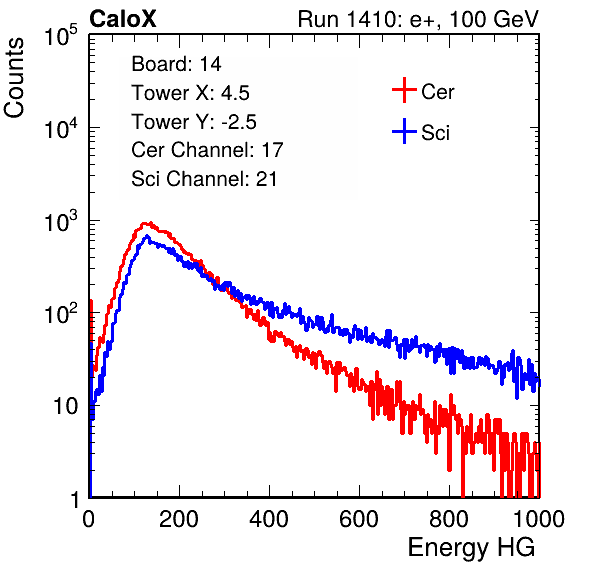 CaloX Run 1410: e+, 100 GeV
Board: 14
Tower X: 4.5
Tower Y: -2.5
Cer Channel: 17
Sci Channel: 21
Cer
Sci
Counts
10^5
10^4
10^3
10^2
10
1
0 200 400 600 800 1000
Energy HG